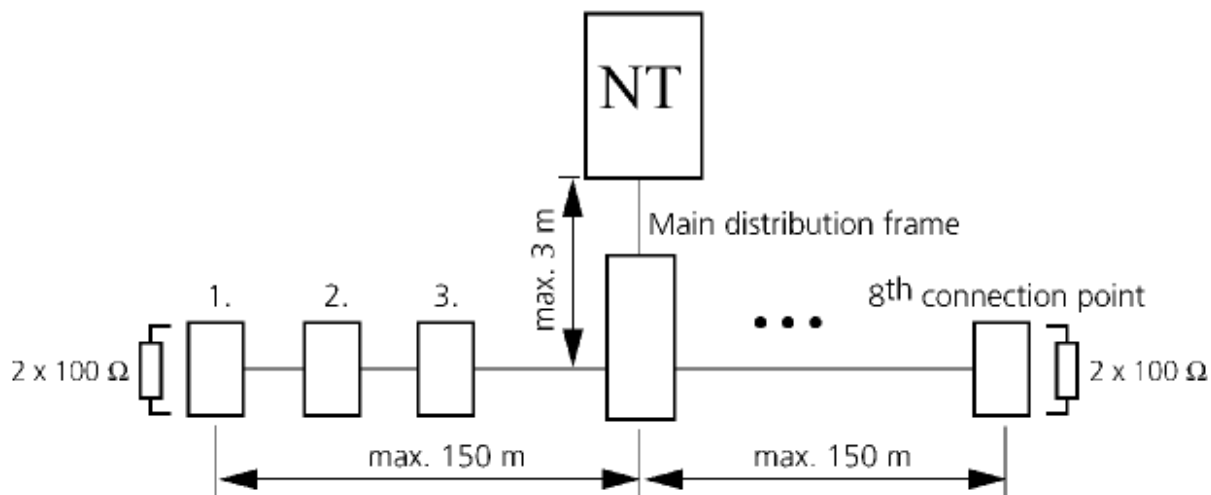 NT
max. 3 m
Main distribution frame
1.
2.
3.
8th connection point
2 x 100 Ω
2 x 100 Ω
max. 150 m
max. 150 m